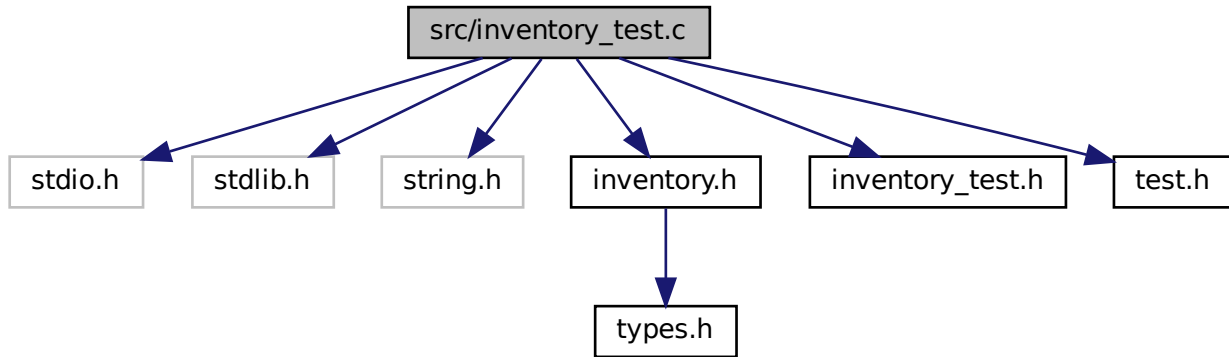 src/inventory_test.c
stdio.h
stdlib.h
string.h
inventory.h
inventory_test.h
test.h
types.h